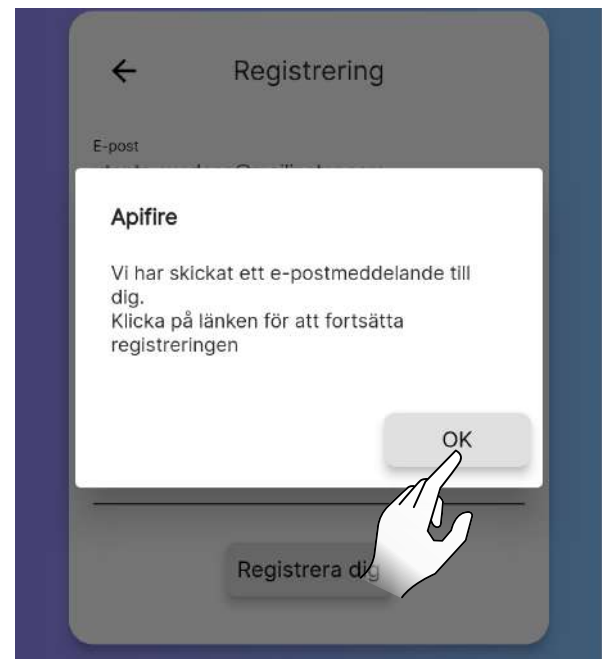 Registrering
E-post
Apifire
Vi har skickat ett e-postmeddelande till
dig.
Klicka på länken för att fortsätta
registreringen
OK
Registrera dig